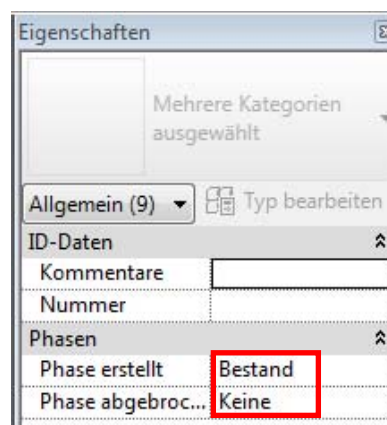 Eigenschaften
Mehrere Kategorien
ausgewählt
Allgemein (9) Typ bearbeiten
ID-Daten
Kommentare
Nummer
Phasen
Phase erstellt Bestand
Phase abgebroc... Keine